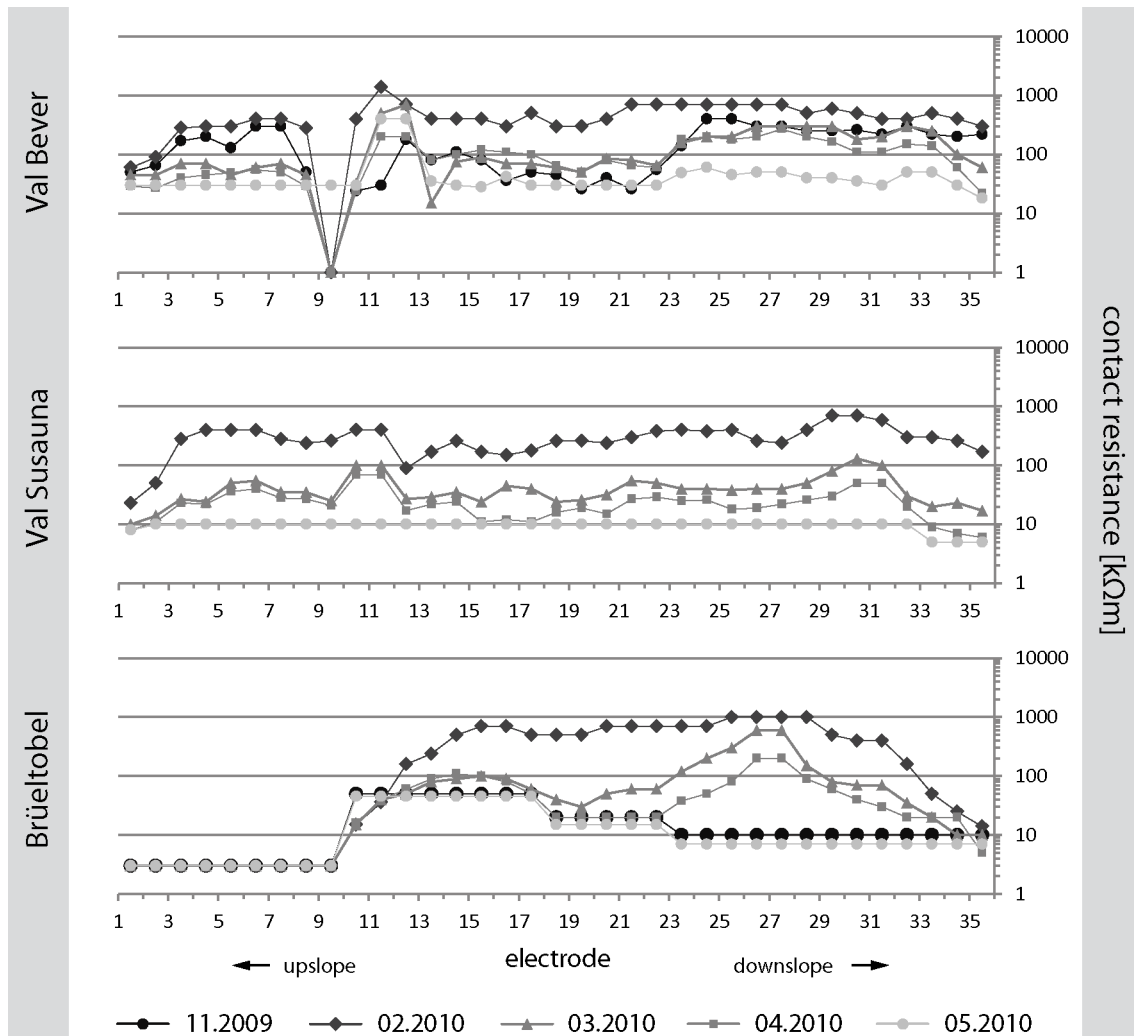 Val Bever
10000
1000
100
10
1
1 3 5 7 9 11 13 15 17 19 21 23 25 27 29 31 33 35
Val Susauna
10000
1000
100
10
1
1 3 5 7 9 11 13 15 17 19 21 23 25 27 29 31 33 35
Brüeltobel
10000
1000
100
10
1
1 3 5 7 9 11 13 15 17 19 21 23 25 27 29 31 33 35
contact resistance [kΩm]
upslope electrode downslope
11.2009 02.2010 03.2010 04.2010 05.2010